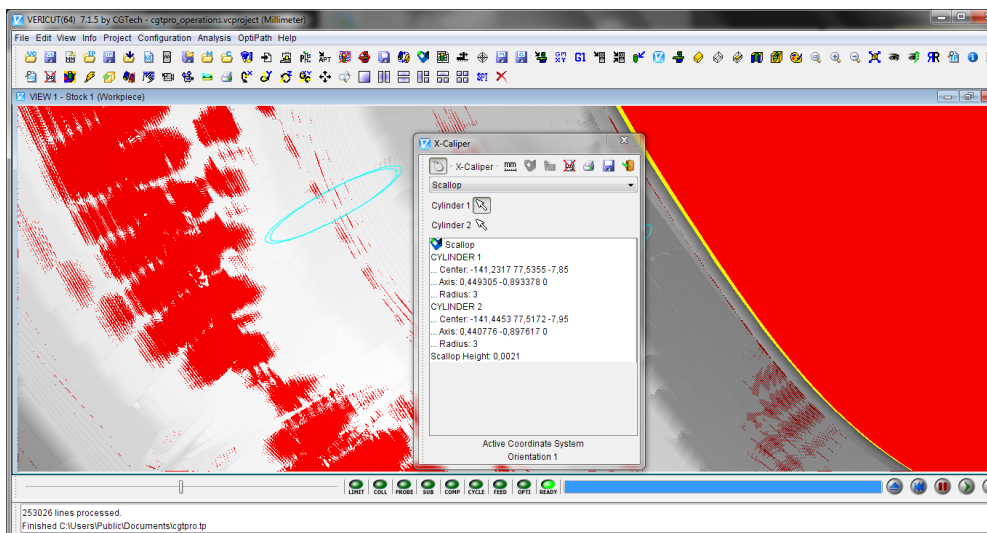 VERICUT(64) 7.1.5 by CGTech - cgtpro_operations.vcproject (Millimeter)
File Edit View Info Project Configuration Analysis OptiPath Help
VIEW 1 - Stock 1 (Workpiece)
X-Caliper
X-Caliper mm
Scallop
Cylinder 1
Cylinder 2
Scallop
CYLINDER 1
... Center: -141,2317 77,5355 -7,85
... Axis: 0,449305 -0,893378 0
... Radius: 3
CYLINDER 2
... Center: -141,4453 77,5172 -7,95
... Axis: 0,440776 -0,897617 0
... Radius: 3
Scallop Height: 0,0021
Active Coordinate System
Orientation 1
LIMIT COLL PROBE SUB COMP CYCLE FEED OPTI READY
253026 lines processed.
Finished C:\Users\Public\Documents\cgtpro.tp